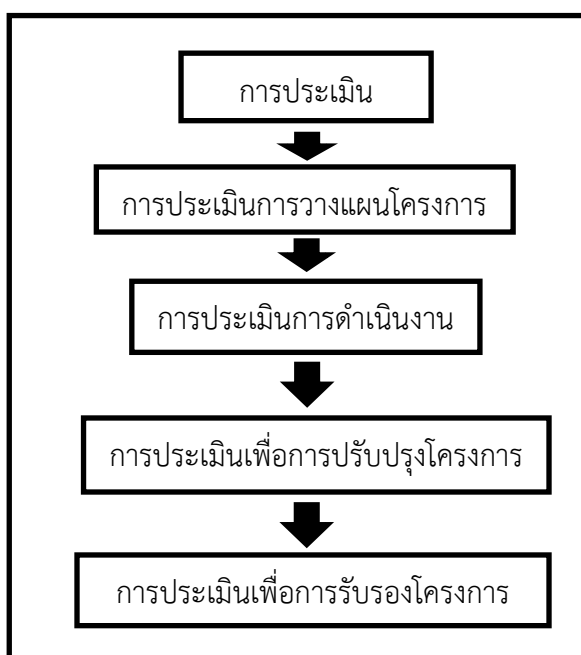 การประเมิน
การประเมินการวางแผนโครงการ
การประเมินการดำเนินงาน
การประเมินเพื่อการปรับปรุงโครงการ
การประเมินเพื่อการรับรองโครงการ